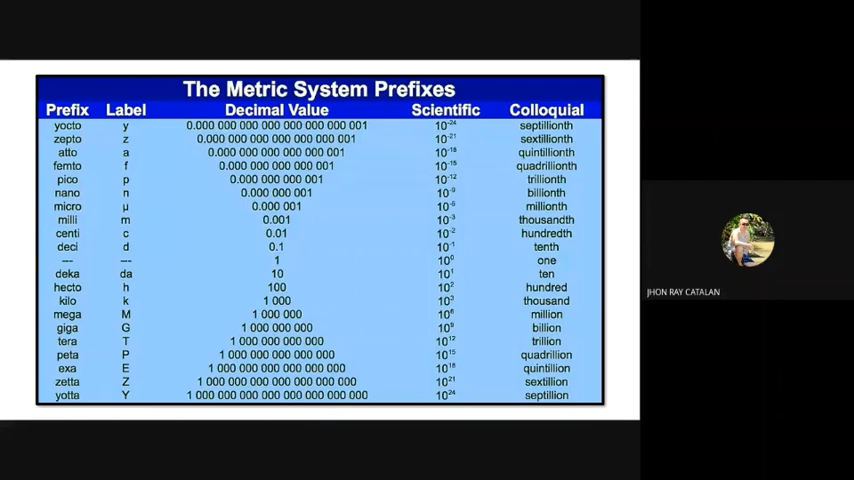 The Metric System Prefixes
Prefix Label Decimal Value Scientific Colloquial
yocto y 0.000 000 000 000 000 000 000 001 10⁻²⁴ septillionth
zepto z 0.000 000 000 000 000 000 001 10⁻²¹ sextillionth
atto a 0.000 000 000 000 000 001 10⁻¹⁸ quintillionth
femto f 0.000 000 000 000 001 10⁻¹⁵ quadrillionth
pico p 0.000 000 000 001 10⁻¹² trillionth
nano n 0.000 000 001 10⁻⁹ billionth
micro µ 0.000 001 10⁻⁶ millionth
milli m 0.001 10⁻³ thousandth
centi c 0.01 10⁻² hundredth
deci d 0.1 10⁻¹ tenth
--- --- 1 10⁰ one
deka da 10 10¹ ten
hecto h 100 10² hundred
kilo k 1 000 10³ thousand
mega M 1 000 000 10⁶ million
giga G 1 000 000 000 10⁹ billion
tera T 1 000 000 000 000 10¹² trillion
peta P 1 000 000 000 000 000 10¹⁵ quadrillion
exa E 1 000 000 000 000 000 000 10¹⁸ quintillion
zetta Z 1 000 000 000 000 000 000 000 10²¹ sextillion
yotta Y 1 000 000 000 000 000 000 000 000 10²⁴ septillion
JHON RAY CATALAN